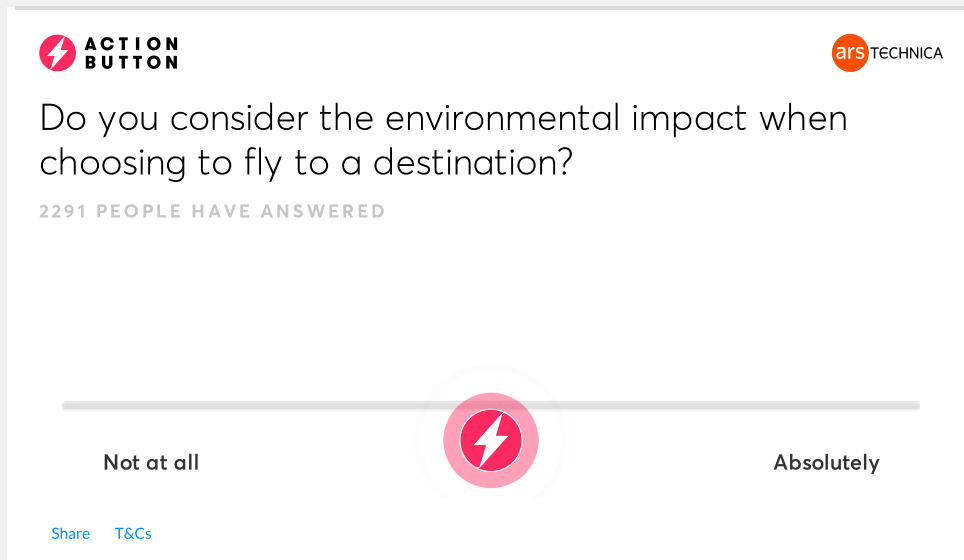 ACTION
BUTTON
ars TECHNICA
Do you consider the environmental impact when
choosing to fly to a destination?
2291 PEOPLE HAVE ANSWERED
Not at all
Absolutely
Share
T&Cs